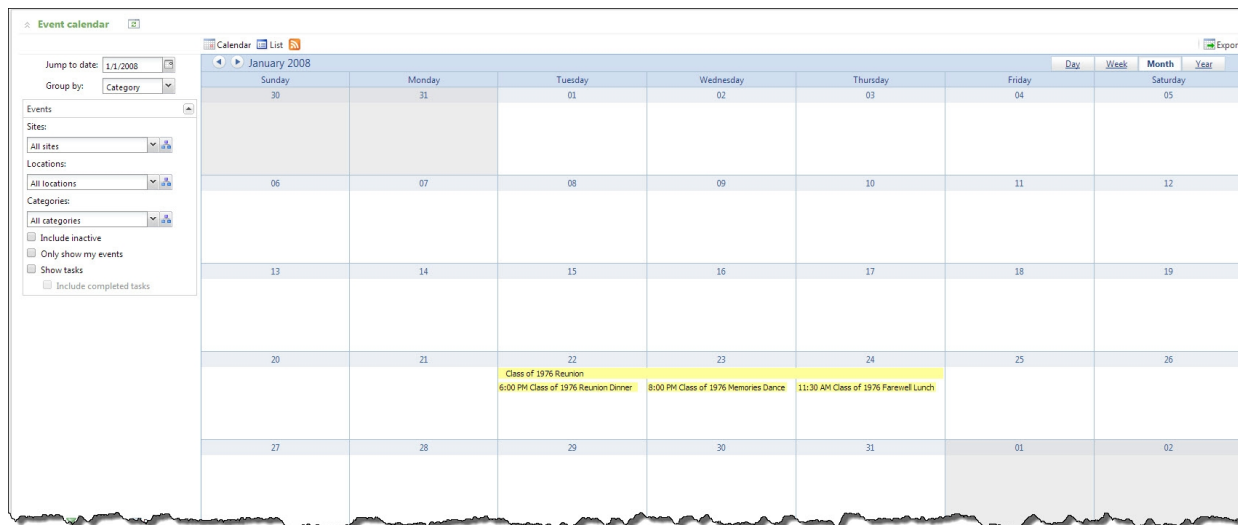 Event calendar
Calendar List
Expor
Jump to date: 1/1/2008
Group by: Category
Events
Sites:
All sites
Locations:
All locations
Categories:
All categories
Include inactive
Only show my events
Show tasks
Include completed tasks
January 2008
Day Week Month Year
Sunday Monday Tuesday Wednesday Thursday Friday Saturday
30 31 01 02 03 04 05
06 07 08 09 10 11 12
13 14 15 16 17 18 19
20 21 22 23 24 25 26
Class of 1976 Reunion
6:00 PM Class of 1976 Reunion Dinner 8:00 PM Class of 1976 Memories Dance 11:30 AM Class of 1976 Farewell Lunch
27 28 29 30 31 01 02